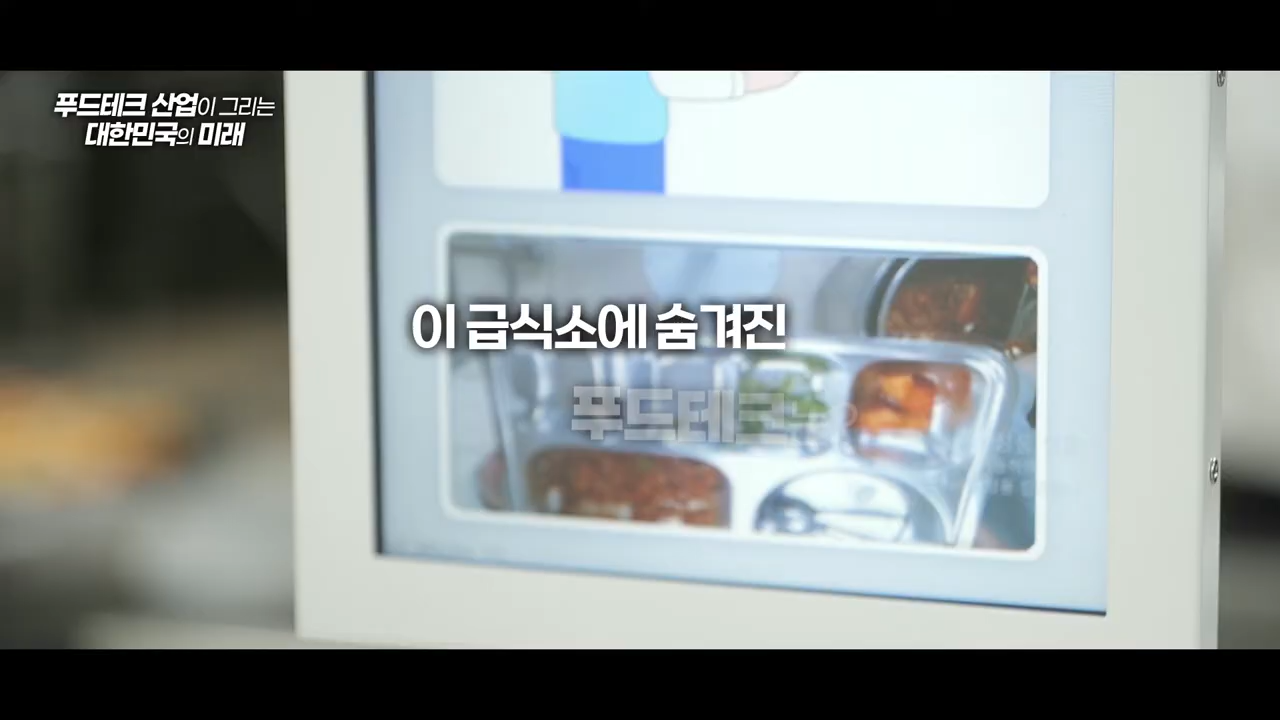 푸드테크 산업이 그리는
대한민국의 미래
이 급식소에 숨겨진
푸드테크는?